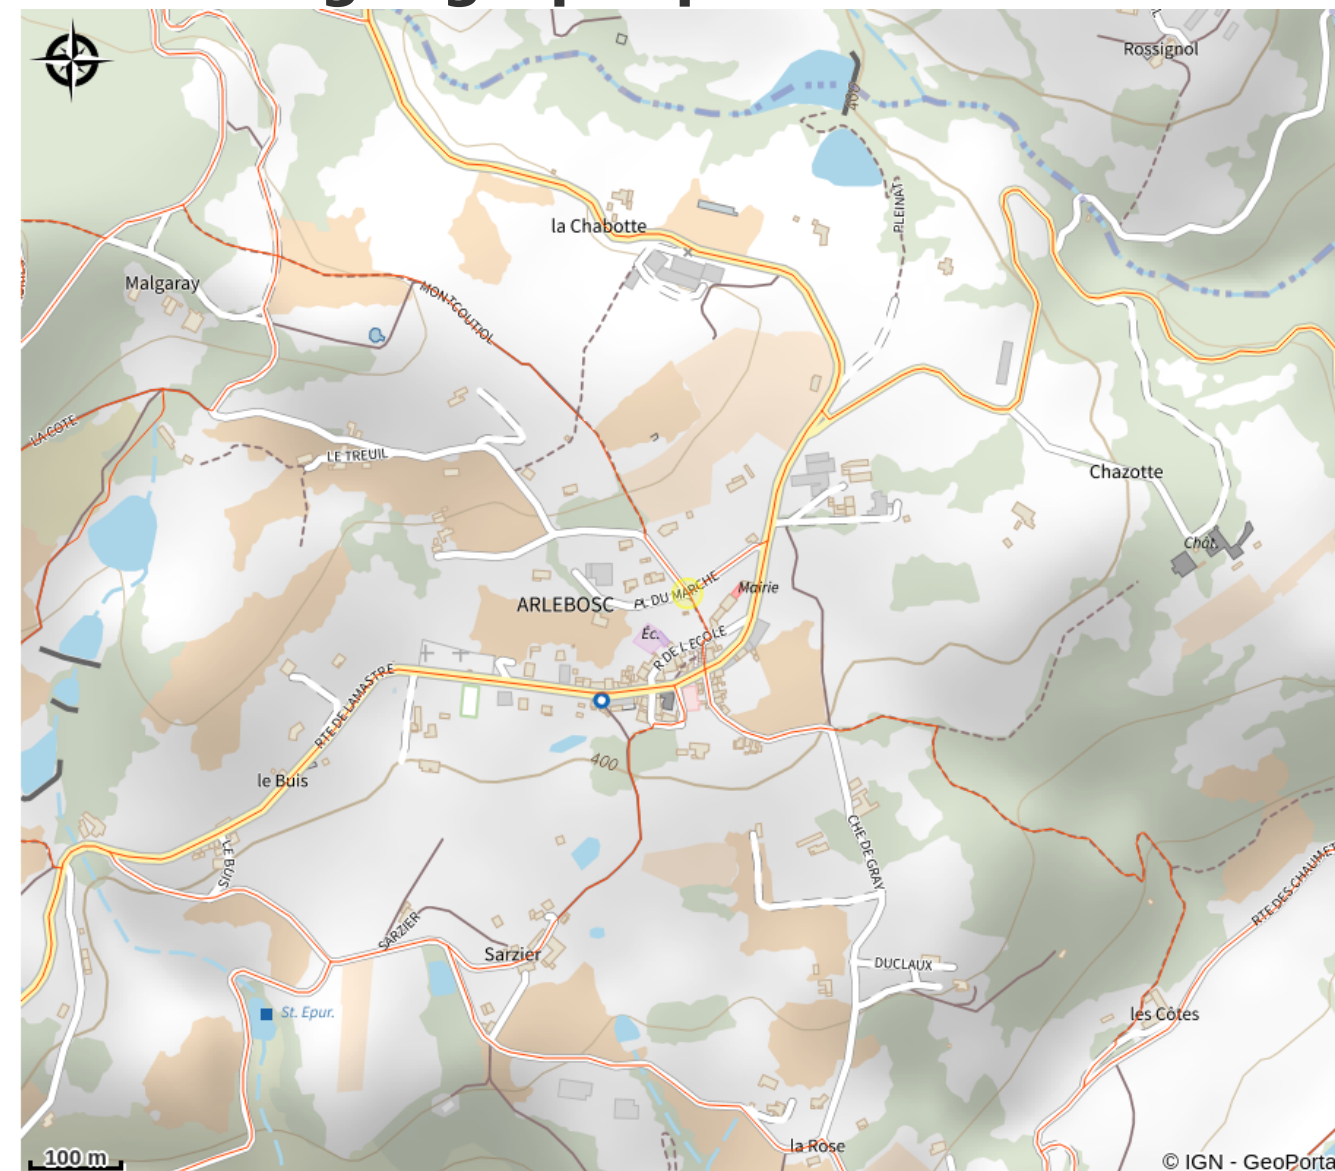 Rossignol
400
PLEINAT
la Chabotte
Malgaray
MONTCOUTIOL
LA COTE
LE TREUIL
Chazotte
Chât.
PL DU MARCHE
Mairie
ARLEBOSC
Éc.
R DE L ECOLE
RTE DE LAMASTRE
400
le Buis
LE BUIS
CHE DE GRAY
RTE DES CHAUMET
SARZIER
Sarzier
DUCLAUX
St. Epur.
les Côtes
la Rose
100 m
© IGN - GeoPorta